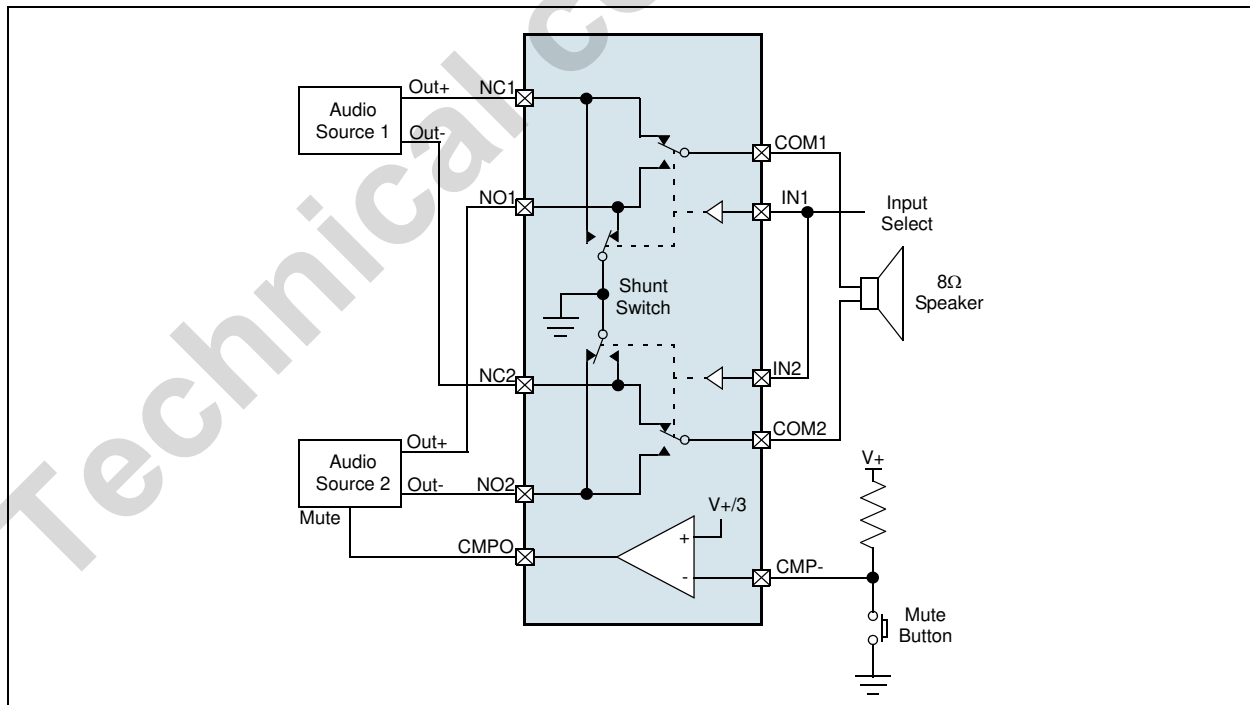 Technical co
Audio
Source 1
Out+
Out-
NC1
NO1
NC2
NO2
CMPO
COM1
IN1
Input
Select
8Ω
Speaker
Shunt
Switch
IN2
COM2
Audio
Source 2
Out+
Out-
Mute
V+/3
+
-
CMP-
V+
Mute
Button